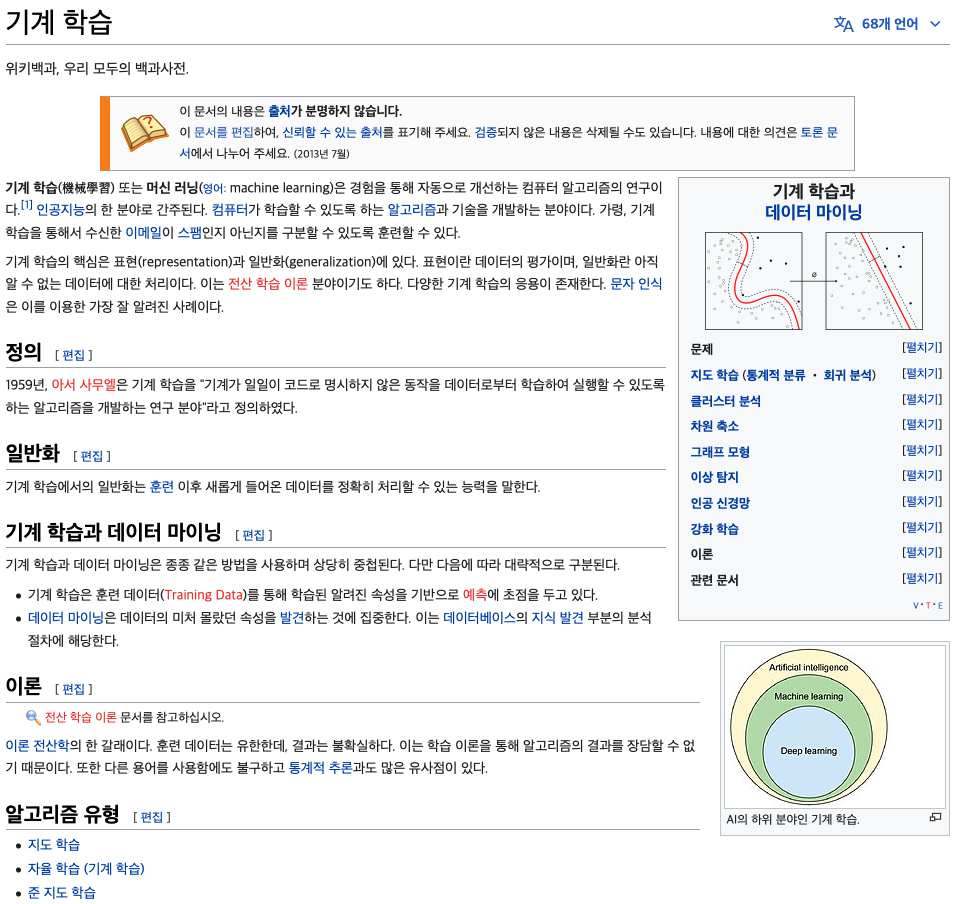 기계 학습
68개 언어
위키백과, 우리 모두의 백과사전.
이 문서의 내용은 출처가 분명하지 않습니다.
이 문서를 편집하여, 신뢰할 수 있는 출처를 표기해 주세요. 검증되지 않은 내용은 삭제될 수도 있습니다. 내용에 대한 의견은 토론 문
서에서 나누어 주세요. (2013년 7월)
기계 학습(機械學習) 또는 머신 러닝(영어: machine learning)은 경험을 통해 자동으로 개선하는 컴퓨터 알고리즘의 연구이
다.[1] 인공지능의 한 분야로 간주된다. 컴퓨터가 학습할 수 있도록 하는 알고리즘과 기술을 개발하는 분야이다. 가령, 기계
학습을 통해서 수신한 이메일이 스팸인지 아닌지를 구분할 수 있도록 훈련할 수 있다.
기계 학습의 핵심은 표현(representation)과 일반화(generalization)에 있다. 표현이란 데이터의 평가이며, 일반화란 아직
알 수 없는 데이터에 대한 처리이다. 이는 전산 학습 이론 분야이기도 하다. 다양한 기계 학습의 응용이 존재한다. 문자 인식
은 이를 이용한 가장 잘 알려진 사례이다.
정의 [ 편집 ]
1959년, 아서 사무엘은 기계 학습을 "기계가 일일이 코드로 명시하지 않은 동작을 데이터로부터 학습하여 실행할 수 있도록
하는 알고리즘을 개발하는 연구 분야"라고 정의하였다.
일반화 [ 편집 ]
기계 학습에서의 일반화는 훈련 이후 새롭게 들어온 데이터를 정확히 처리할 수 있는 능력을 말한다.
기계 학습과 데이터 마이닝 [ 편집 ]
기계 학습과 데이터 마이닝은 종종 같은 방법을 사용하며 상당히 중첩된다. 다만 다음에 따라 대략적으로 구분된다.
• 기계 학습은 훈련 데이터(Training Data)를 통해 학습된 알려진 속성을 기반으로 예측에 초점을 두고 있다.
• 데이터 마이닝은 데이터의 미처 몰랐던 속성을 발견하는 것에 집중한다. 이는 데이터베이스의 지식 발견 부분의 분석
절차에 해당한다.
이론 [ 편집 ]
전산 학습 이론 문서를 참고하십시오.
이론 전산학의 한 갈래이다. 훈련 데이터는 유한한데, 결과는 불확실하다. 이는 학습 이론을 통해 알고리즘의 결과를 장담할 수 없
기 때문이다. 또한 다른 용어를 사용함에도 불구하고 통계적 추론과도 많은 유사점이 있다.
알고리즘 유형 [ 편집 ]
• 지도 학습
• 자율 학습 (기계 학습)
• 준 지도 학습
기계 학습과
데이터 마이닝
ø
문제 [펼치기]
지도 학습 (통계적 분류 · 회귀 분석) [펼치기]
클러스터 분석 [펼치기]
차원 축소 [펼치기]
그래프 모형 [펼치기]
이상 탐지 [펼치기]
인공 신경망 [펼치기]
강화 학습 [펼치기]
이론 [펼치기]
관련 문서 [펼치기]
V · T · E
Artificial intelligence
Machine learning
Deep learning
AI의 하위 분야인 기계 학습.